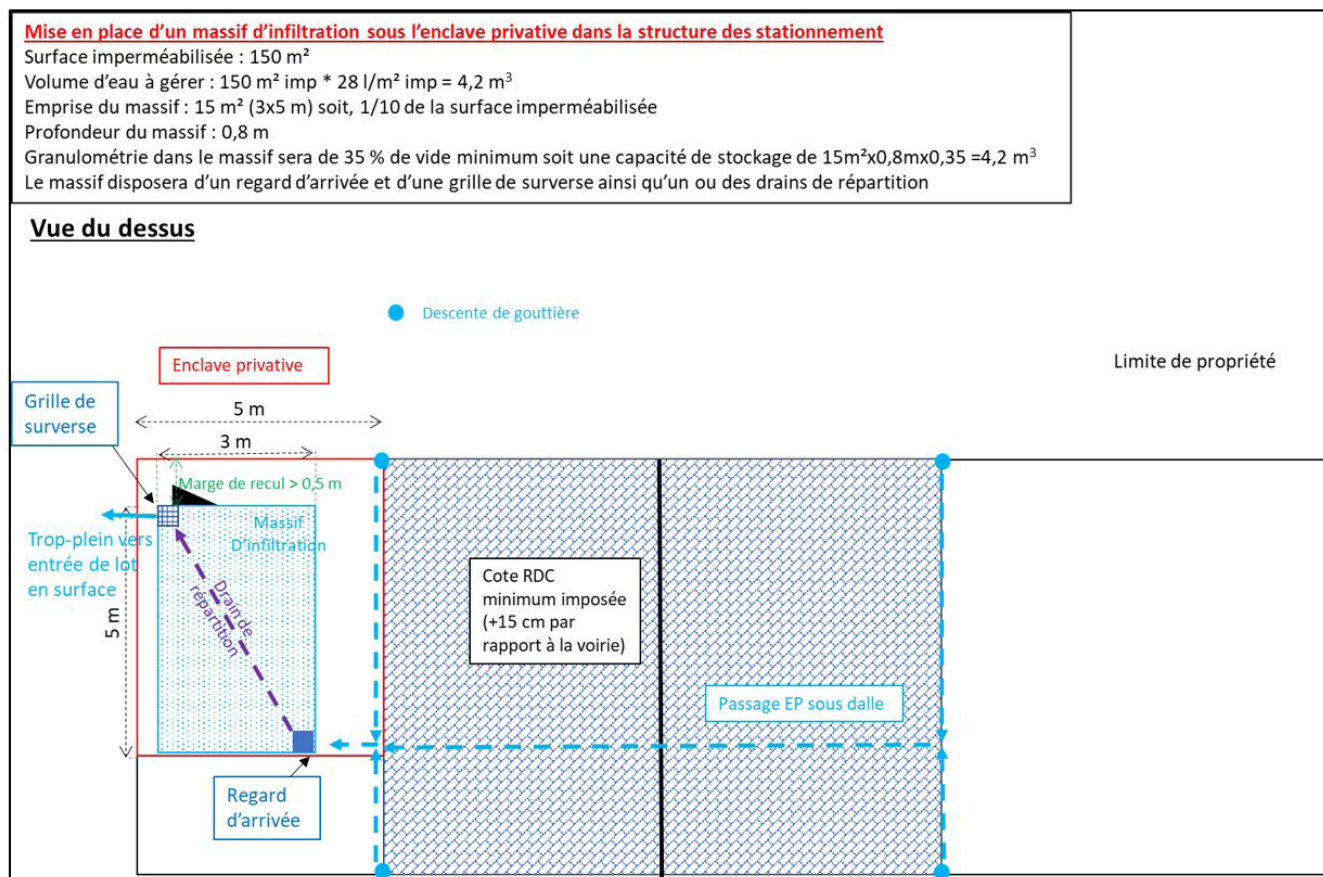 Mise en place d'un massif d'infiltration sous l'enclave privative dans la structure des stationnement
Surface imperméabilisée : 150 m²
Volume d'eau à gérer : 150 m² imp * 28 l/m² imp = 4,2 m³
Emprise du massif : 15 m² (3x5 m) soit, 1/10 de la surface imperméabilisée
Profondeur du massif : 0,8 m
Granulométrie dans le massif sera de 35 % de vide minimum soit une capacité de stockage de 15m²x0,8mx0,35 =4,2 m³
Le massif disposera d'un regard d'arrivée et d'une grille de surverse ainsi qu'un ou des drains de répartition
Vue du dessus
Descente de gouttière
Enclave privative
Limite de propriété
Grille de
surverse
5 m
3 m
Marge de recul > 0,5 m
Massif
D'infiltration
Trop-plein vers
entrée de lot
en surface
5 m
Drain de
répartition
Cote RDC
minimum imposée
(+15 cm par
rapport à la voirie)
Passage EP sous dalle
Regard
d'arrivée